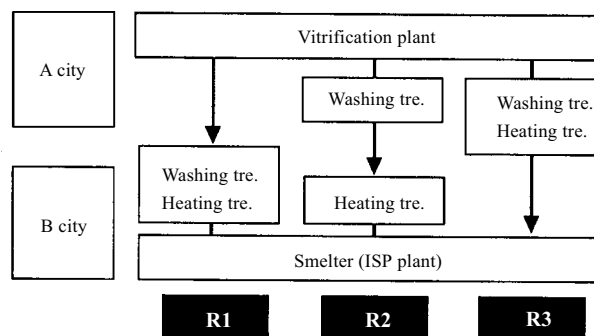 Vitrification plant
A city
Washing tre.
Washing tre.
Heating tre.
Washing tre.
Heating tre.
Heating tre.
B city
Smelter (ISP plant)
R1
R2
R3